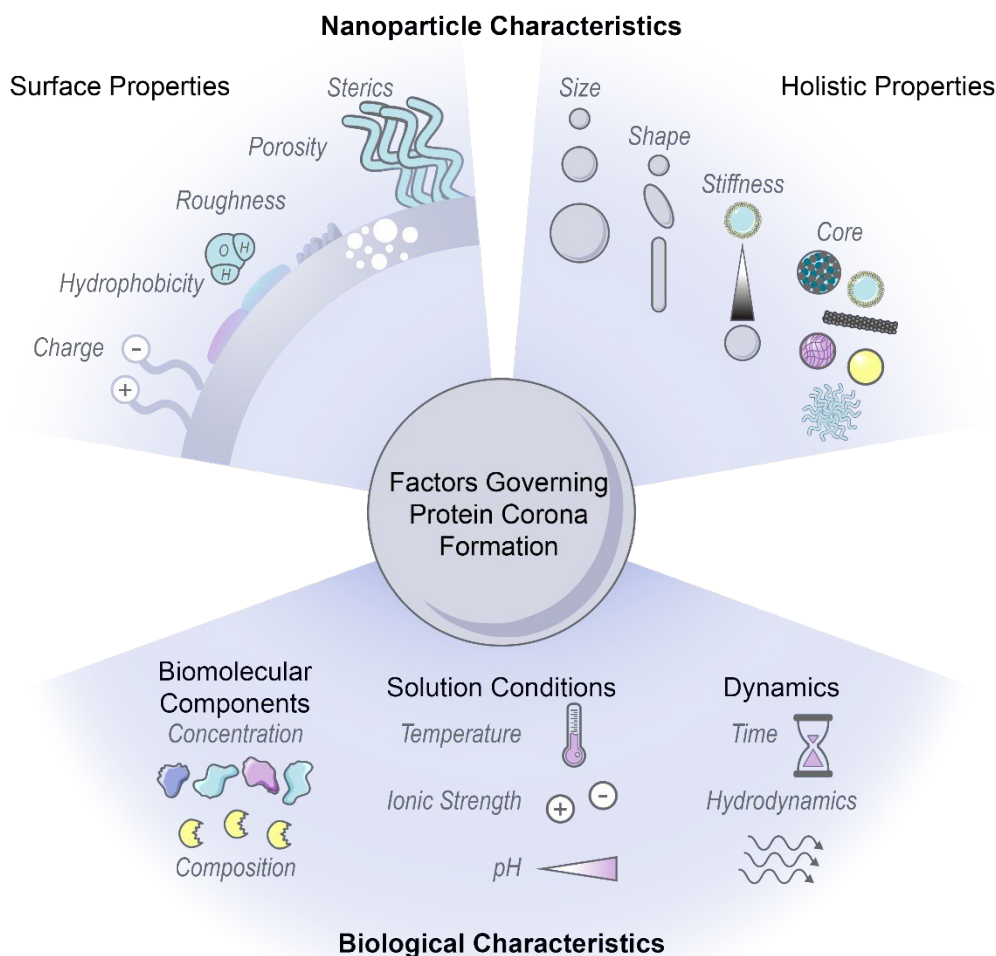 Nanoparticle Characteristics
Surface Properties
Sterics
Porosity
Roughness
O H
H
Hydrophobicity
Charge
−
+
Holistic Properties
Size
Shape
Stiffness
Core
Factors Governing
Protein Corona
Formation
Biomolecular
Components
Concentration
Composition
Solution Conditions
Temperature
Ionic Strength
+ −
pH
Dynamics
Time
Hydrodynamics
Biological Characteristics